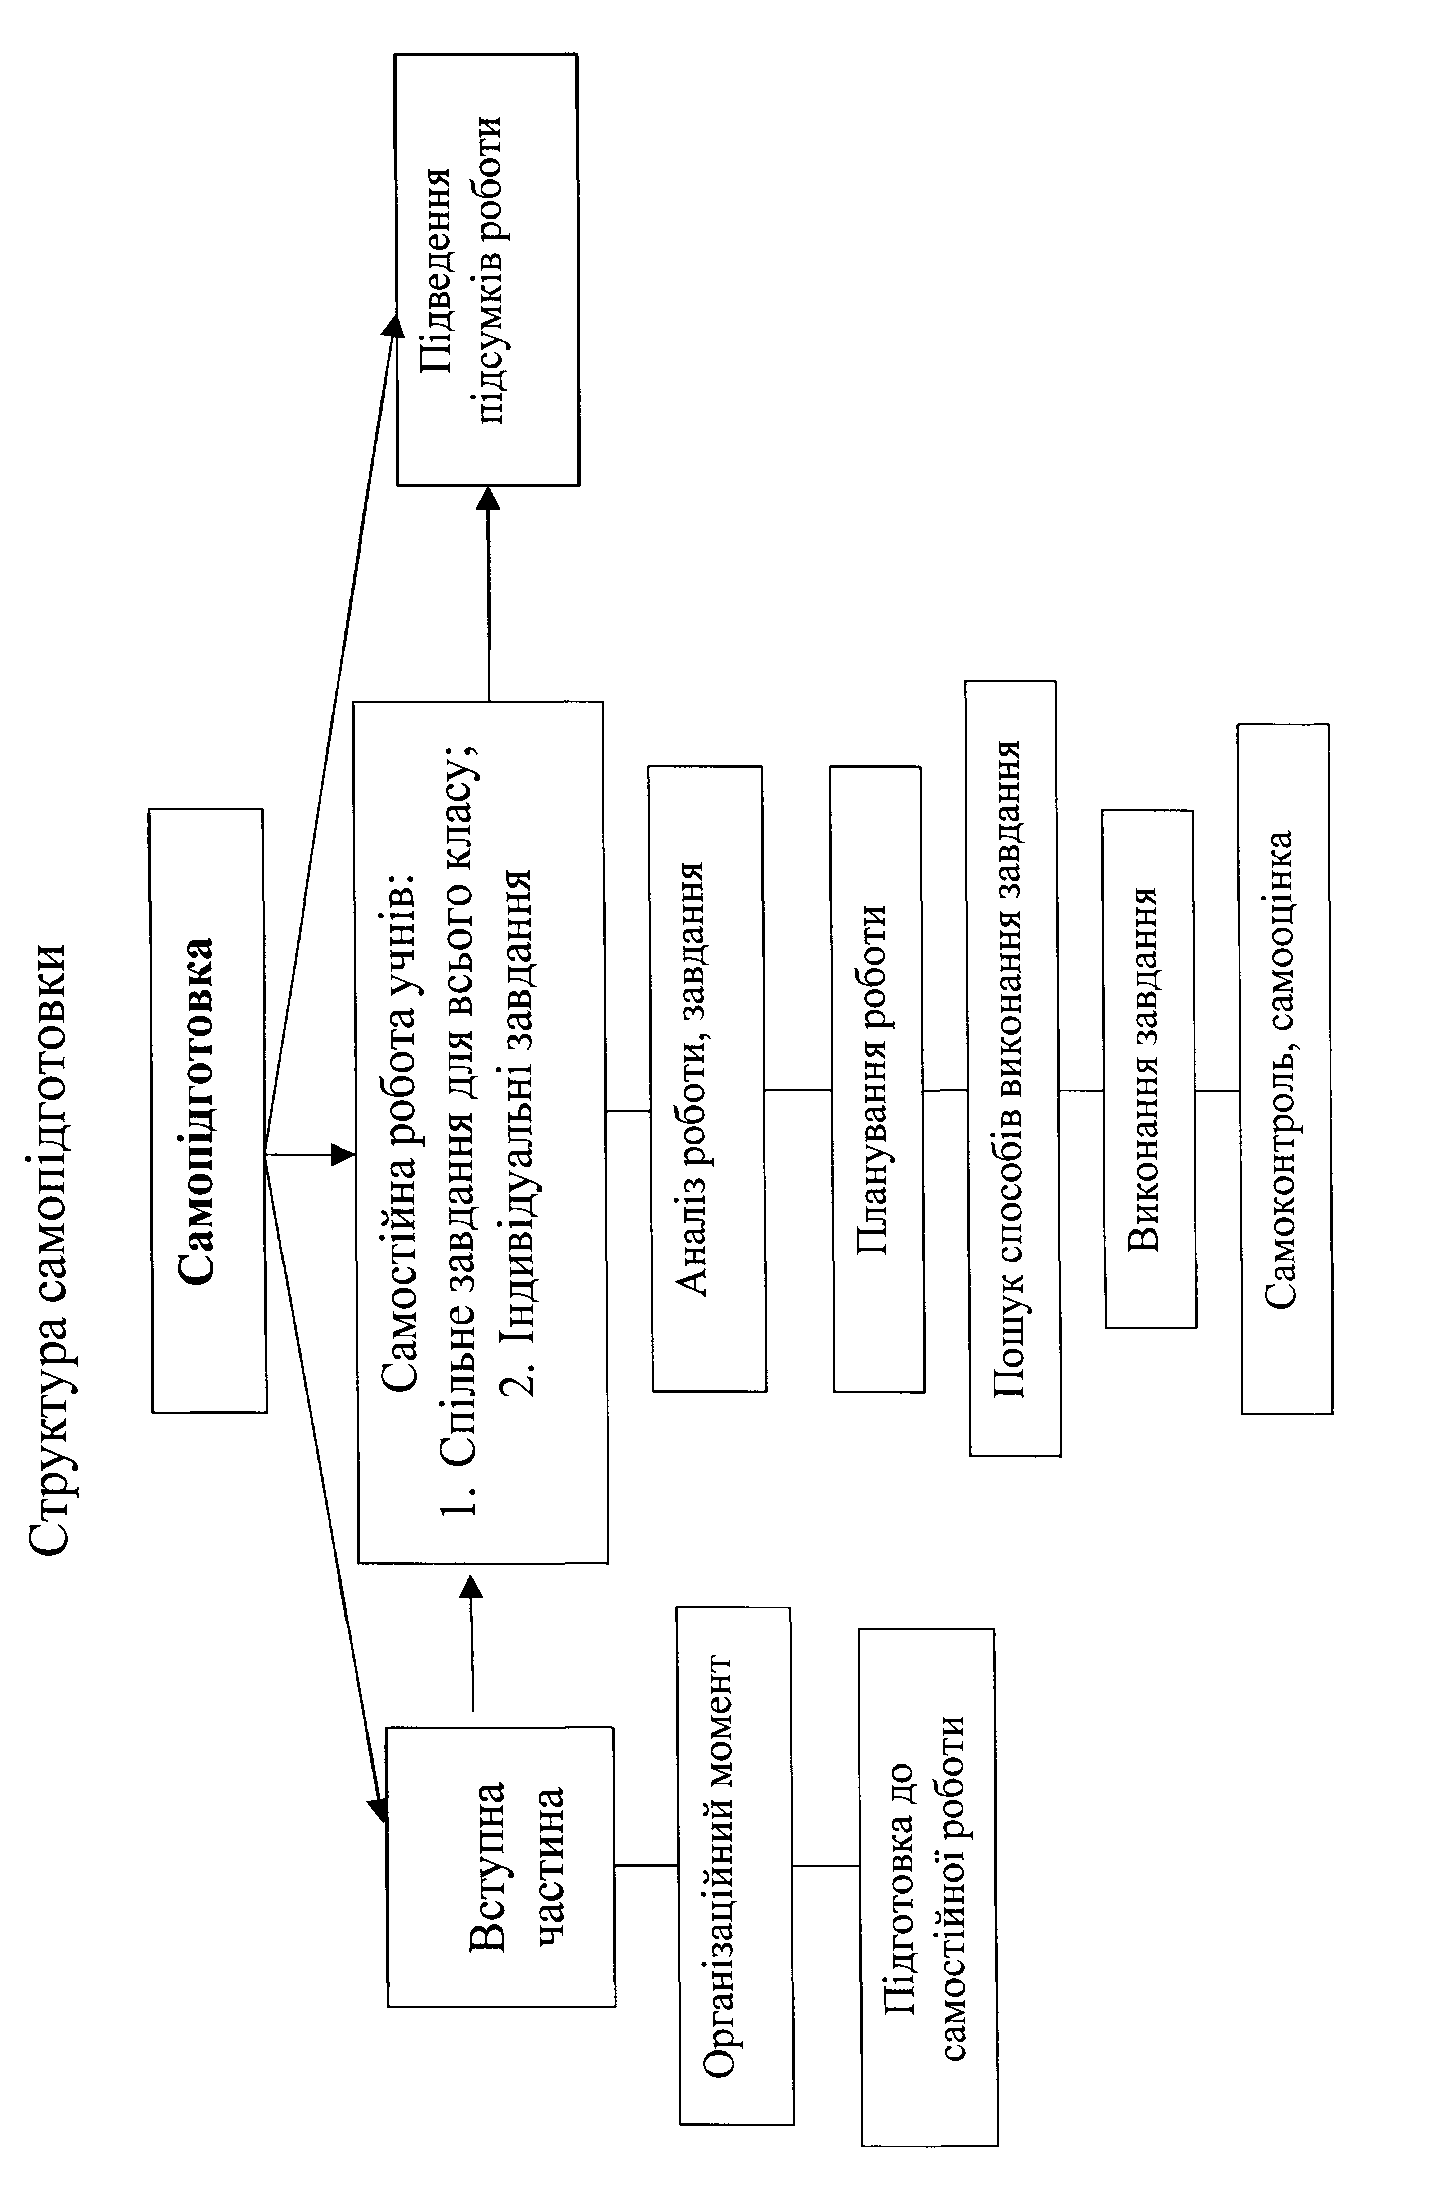 Структура самопідготовки
Самопідготовка
Вступна
частина
Самостійна робота учнів:
1. Спільне завдання для всього класу;
2. Індивідуальні завдання
Підведення
підсумків роботи
Організаційний момент
Підготовка до
самостійної роботи
Аналіз роботи, завдання
Планування роботи
Пошук способів виконання завдання
Виконання завдання
Самоконтроль, самооцінка